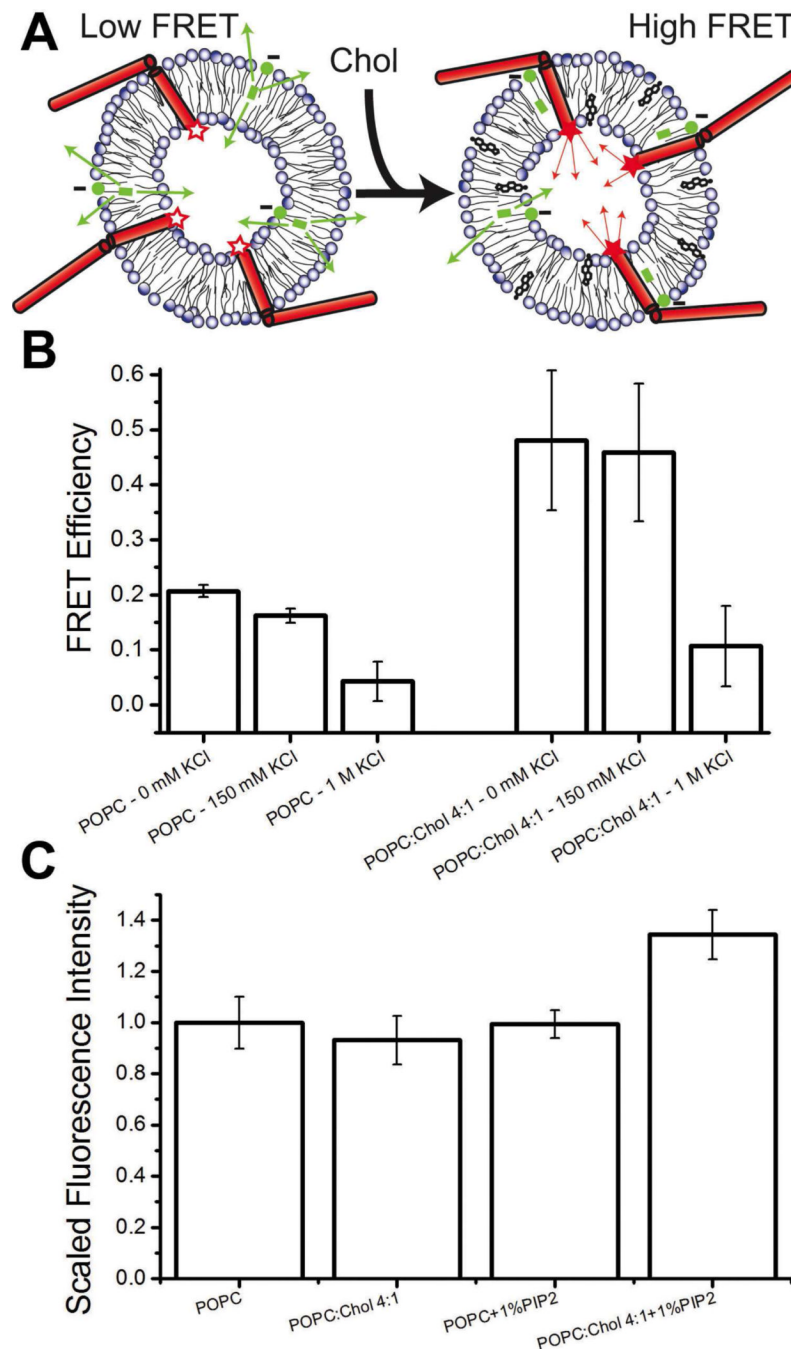 A
Low FRET
High FRET
Chol
B
FRET Efficiency
0.6
0.5
0.4
0.3
0.2
0.1
0.0
POPC - 0 mM KCl
POPC - 150 mM KCl
POPC - 1 M KCl
POPC:Chol 4:1 - 0 mM KCl
POPC:Chol 4:1 - 150 mM KCl
POPC:Chol 4:1 - 1 M KCl
C
Scaled Fluorescence Intensity
1.4
1.2
1.0
0.8
0.6
0.4
0.2
0.0
POPC
POPC:Chol 4:1
POPC+1%PIP2
POPC:Chol 4:1+1%PIP2